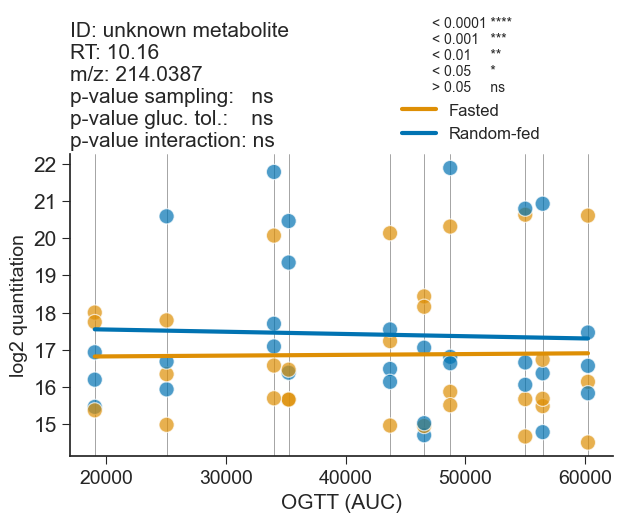 ID: unknown metabolite
RT: 10.16
m/z: 214.0387
p-value sampling: ns
p-value gluc. tol.: ns
p-value interaction: ns
< 0.0001 ****
< 0.001 ***
< 0.01 **
< 0.05 *
> 0.05 ns
Fasted
Random-fed
log2 quantitation
22
21
20
19
18
17
16
15
20000 30000 40000 50000 60000
OGTT (AUC)